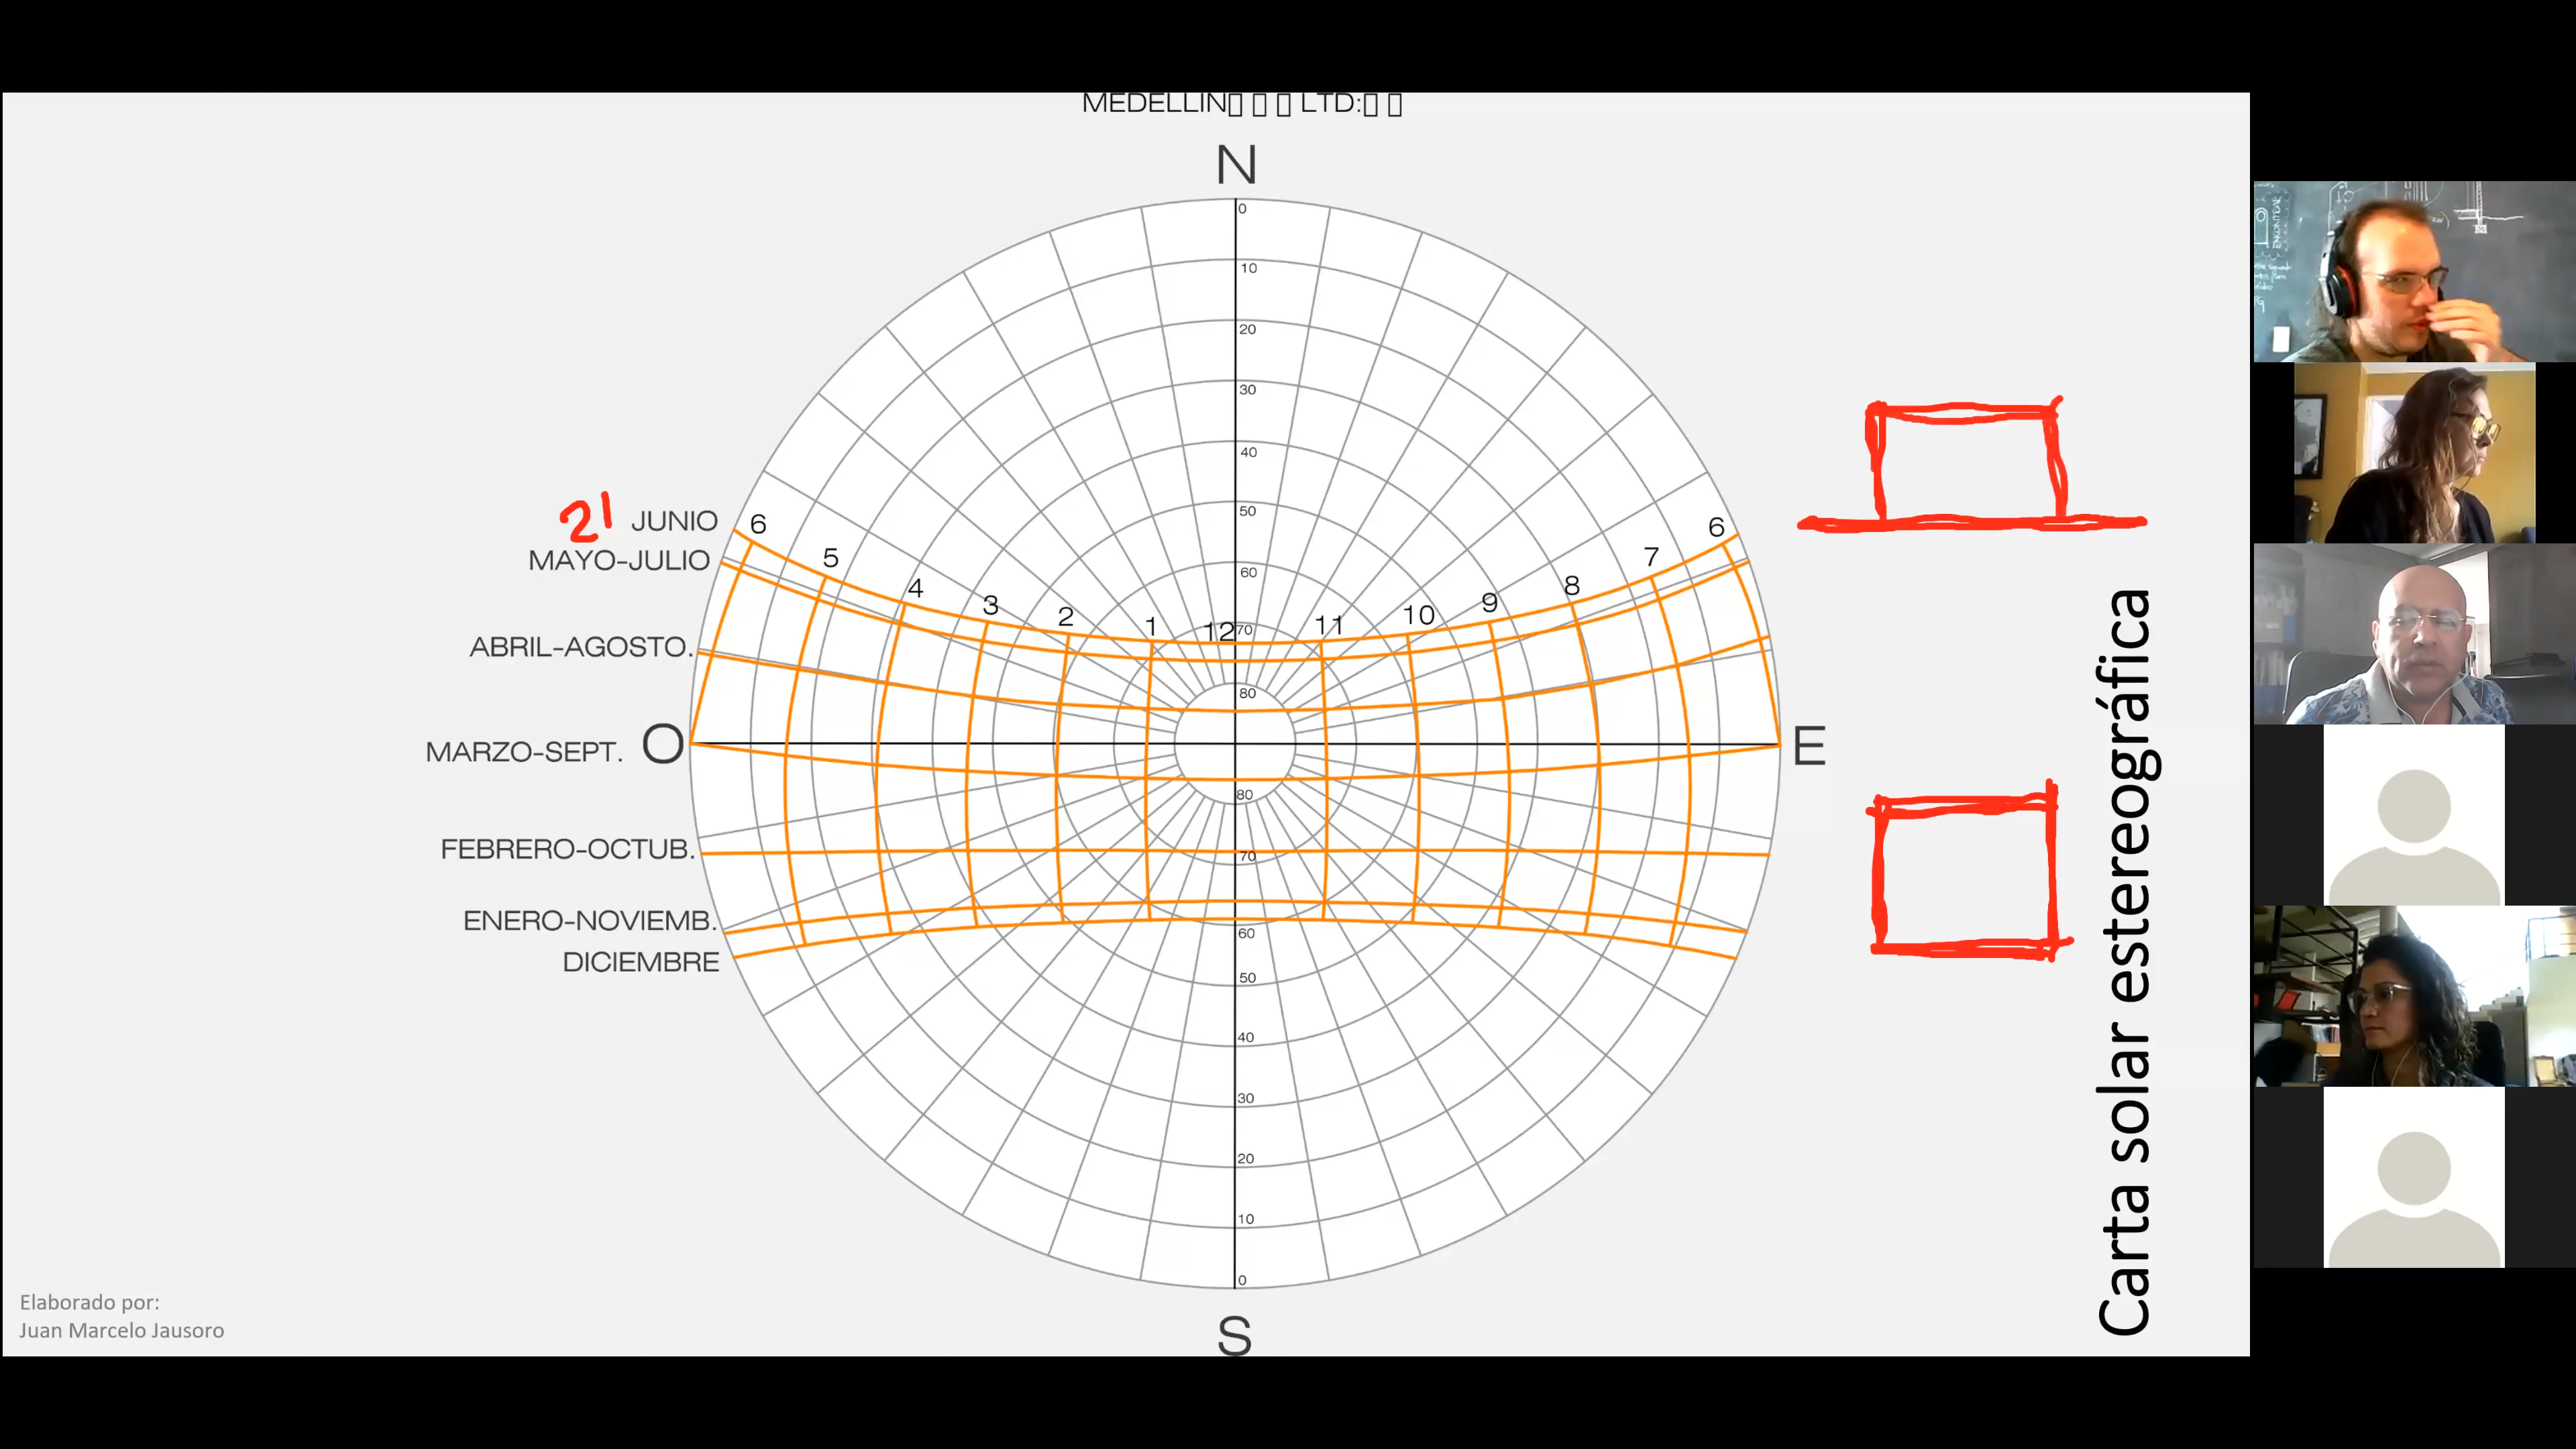 MEDELLIN▯ ▯ ▯ LTD:▯ ▯
N
0
10
20
30
40
50
60
70
80
80
70
60
50
40
30
20
10
0
S
21 JUNIO
MAYO-JULIO
ABRIL-AGOSTO.
MARZO-SEPT. O
E
FEBRERO-OCTUB.
ENERO-NOVIEMB.
DICIEMBRE
6 5 4 3 2 1 12 11 10 9 8 7 6
Carta solar estereográfica
Elaborado por:
Juan Marcelo Jausoro